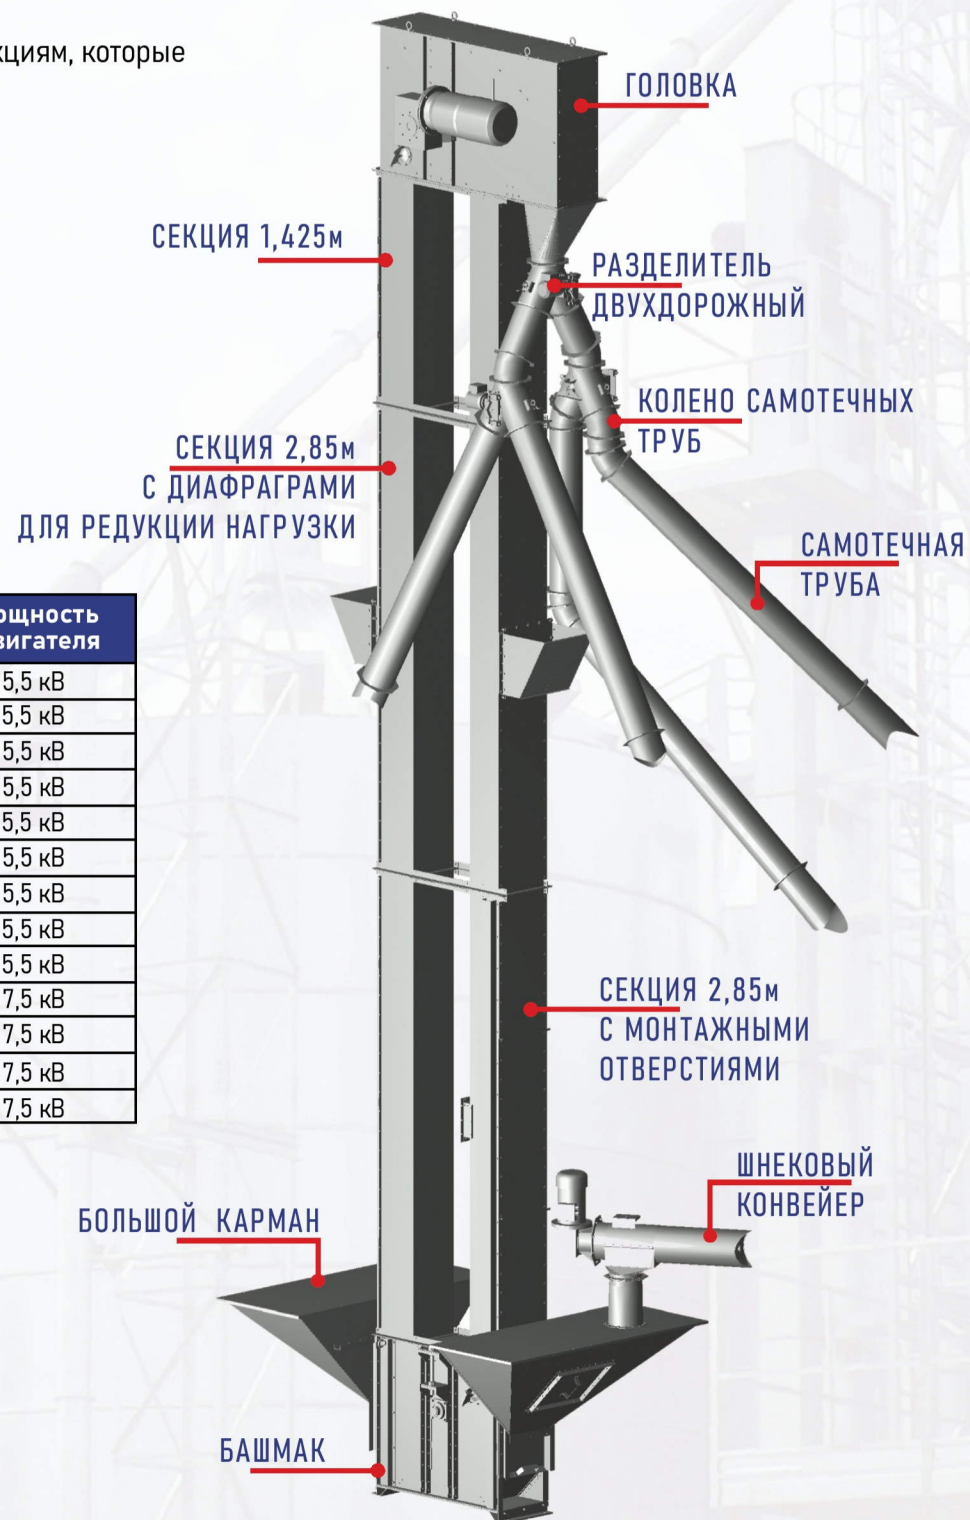 кциям, которые
ГОЛОВКА
СЕКЦИЯ 1,425м
РАЗДЕЛИТЕЛЬ
ДВУХДОРОЖНЫЙ
КОЛЕНО САМОТЕЧНЫХ
ТРУБ
СЕКЦИЯ 2,85м
С ДИАФРАГРАМИ
ДЛЯ РЕДУКЦИИ НАГРУЗКИ
САМОТЕЧНАЯ
ТРУБА
ощность
вигателя
5,5 кВ
5,5 кВ
5,5 кВ
5,5 кВ
5,5 кВ
5,5 кВ
5,5 кВ
5,5 кВ
5,5 кВ
7,5 кВ
7,5 кВ
7,5 кВ
7,5 кВ
СЕКЦИЯ 2,85м
С МОНТАЖНЫМИ
ОТВЕРСТИЯМИ
ШНЕКОВЫЙ
КОНВЕЙЕР
БОЛЬШОЙ КАРМАН
БАШМАК